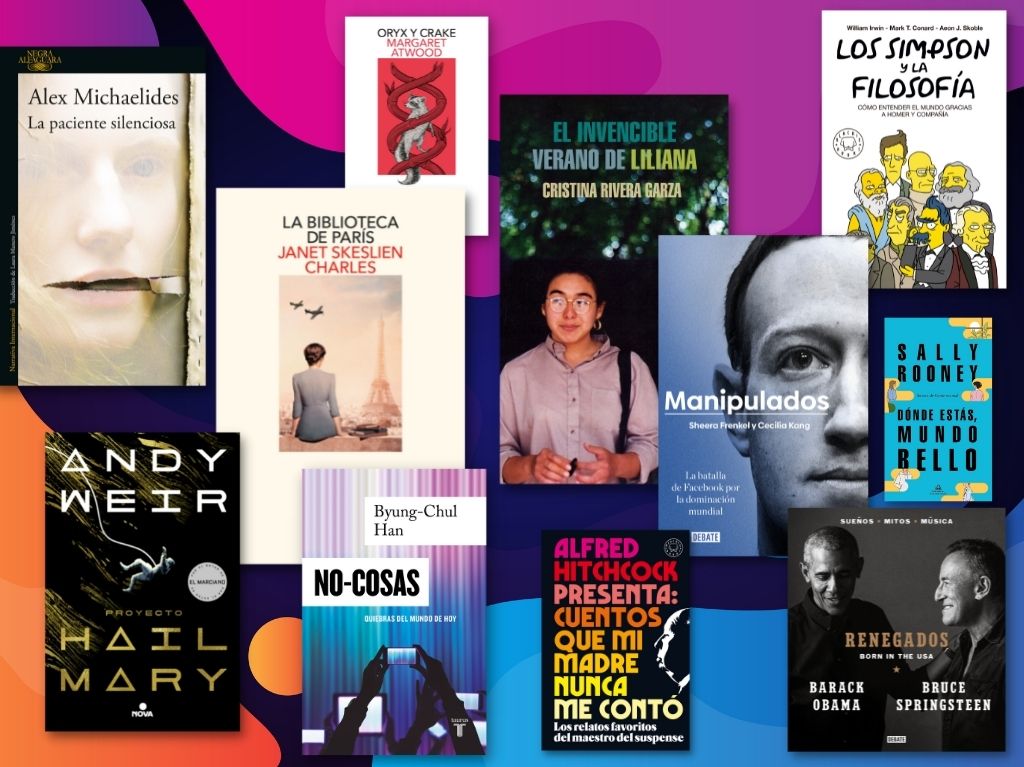 NEGRA
ALFAGUARA
Alex Michaelides
La paciente silenciosa
Narrativa Internacional
ORYX Y CRAKE
MARGARET
ATWOOD
LA BIBLIOTECA
DE PARÍS
JANET SKESLIEN
CHARLES
EL INVENCIBLE
VERANO DE LILIANA
CRISTINA RIVERA GARZA
William Irwin • Mark T. Conard • Aeon J. Skoble
LOS SIMPSON
Y LA
FILOSOFÍA
CÓMO ENTENDER EL MUNDO GRACIAS
A HOMER Y COMPAÑÍA
Manipulados
Sheera Frenkel y Cecilia Kang
La batalla
de Facebook por
la dominación
mundial
DEBATE
SALLY
ROONEY
DÓNDE ESTÁS,
MUNDO
BELLO
ANDY
WEIR
EL MARCIANO
PROYECTO
HAIL
MARY
NOVA
Byung-Chul
Han
NO-COSAS
QUIEBRAS DEL MUNDO DE HOY
taurus
ALFRED
HITCHCOCK
PRESENTA:
CUENTOS
QUE MI
MADRE
NUNCA
ME CONTÓ
Los relatos favoritos
del maestro del suspense
SUEÑOS • MITOS • MÚSICA
RENEGADOS
BORN IN THE USA
BARACK
OBAMA
BRUCE
SPRINGSTEEN
DEBATE